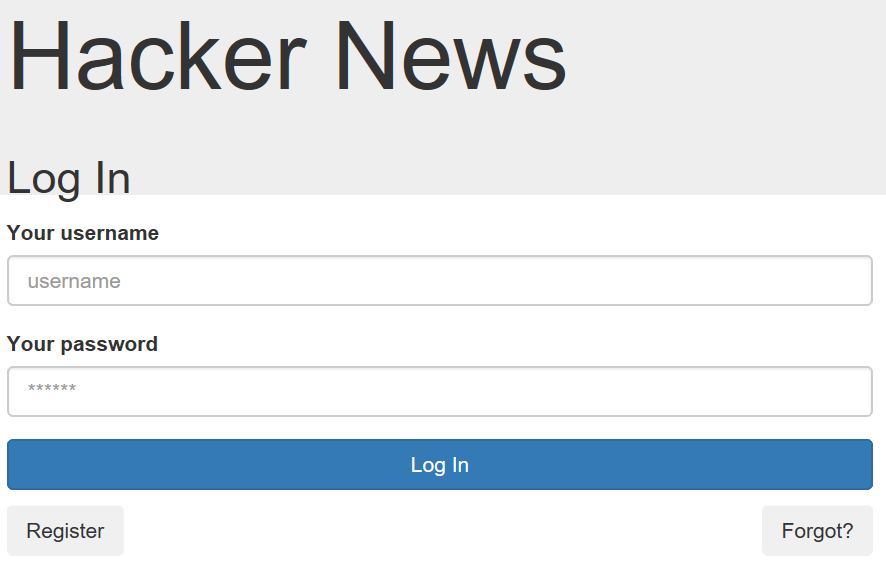 Hacker News
Log In
Your username
username
Your password
******
Log In
Register Forgot?